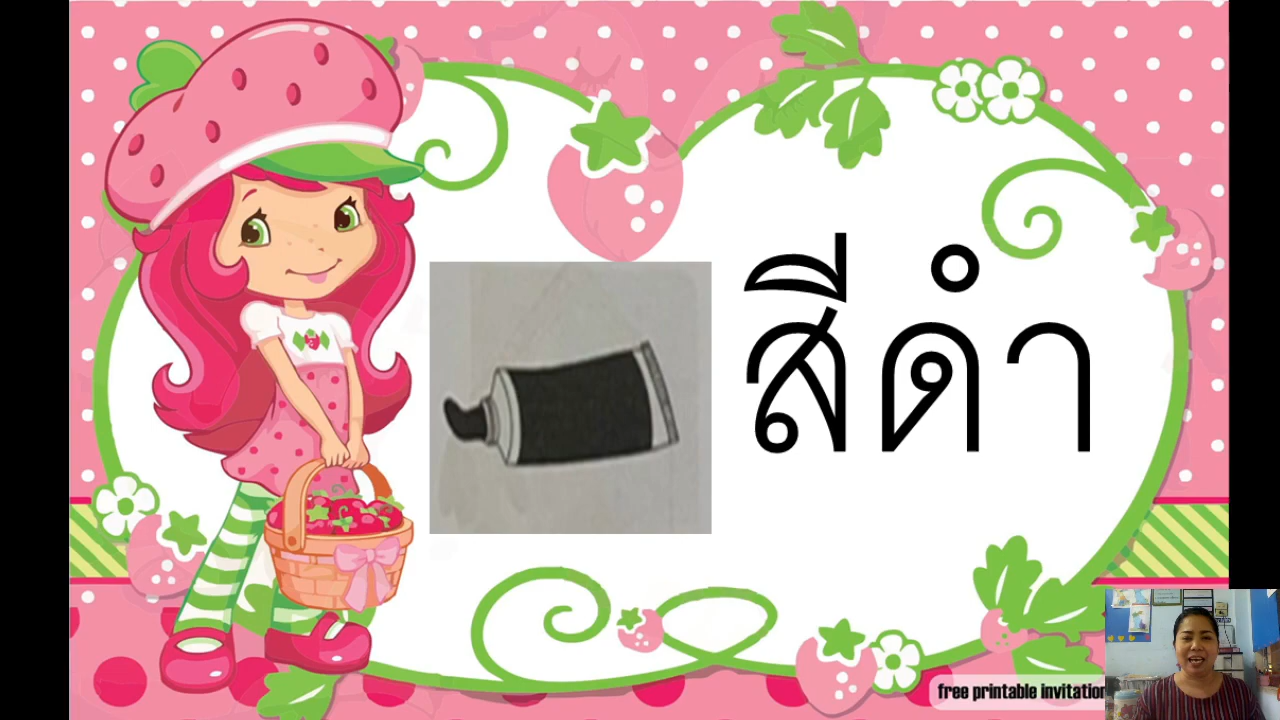 สีดำ
free printable invitation